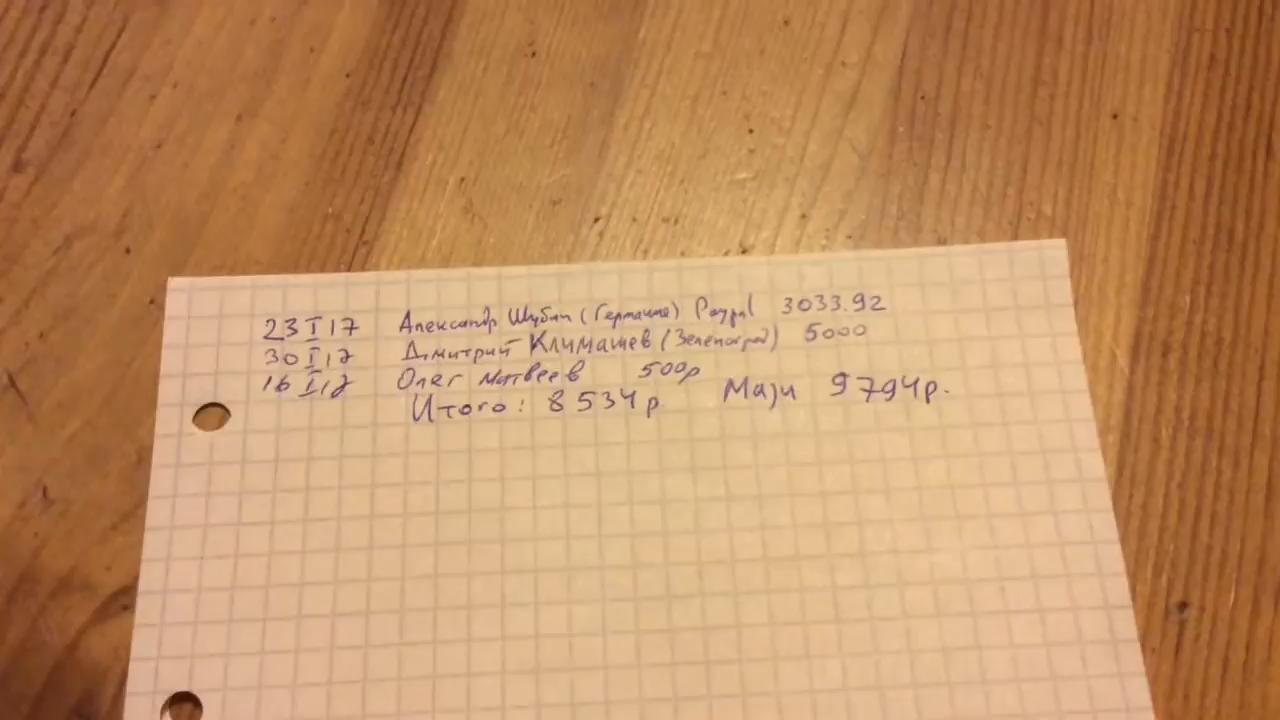 23 I 17 Александр Шубин (Германия) Paypal 3033.92
30 I 17 Дмитрий Климашев (Зеленоград) 5000
16 I 17 Олег Матвеев 500р
Итого: 8534р. 9794р.